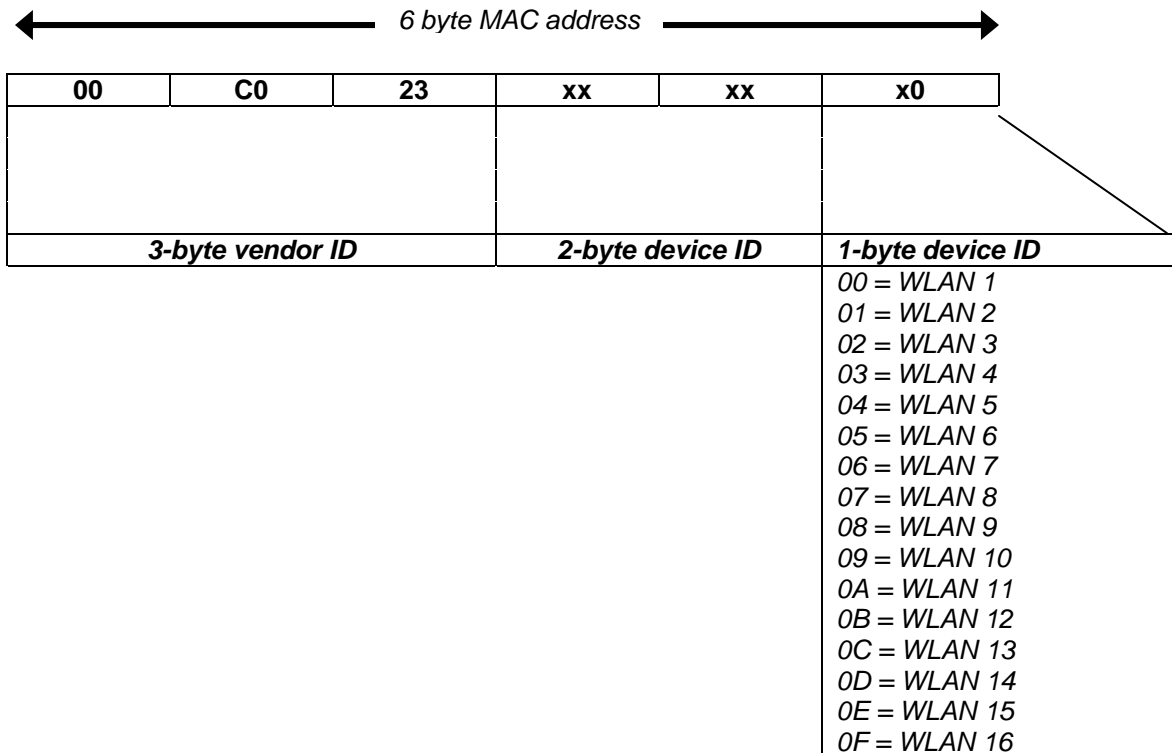 6 byte MAC address
00 C0 23 xx xx x0
3-byte vendor ID 2-byte device ID 1-byte device ID
00 = WLAN 1
01 = WLAN 2
02 = WLAN 3
03 = WLAN 4
04 = WLAN 5
05 = WLAN 6
06 = WLAN 7
07 = WLAN 8
08 = WLAN 9
09 = WLAN 10
0A = WLAN 11
0B = WLAN 12
0C = WLAN 13
0D = WLAN 14
0E = WLAN 15
0F = WLAN 16